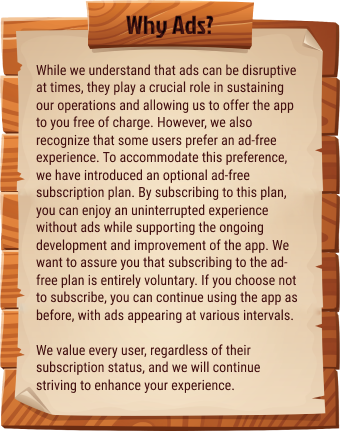 Why Ads?
While we understand that ads can be disruptive
at times, they play a crucial role in sustaining
our operations and allowing us to offer the app
to you free of charge. However, we also
recognize that some users prefer an ad-free
experience. To accommodate this preference,
we have introduced an optional ad-free
subscription plan. By subscribing to this plan,
you can enjoy an uninterrupted experience
without ads while supporting the ongoing
development and improvement of the app. We
want to assure you that subscribing to the ad-
free plan is entirely voluntary. If you choose not
to subscribe, you can continue using the app as
before, with ads appearing at various intervals.
We value every user, regardless of their
subscription status, and we will continue
striving to enhance your experience.